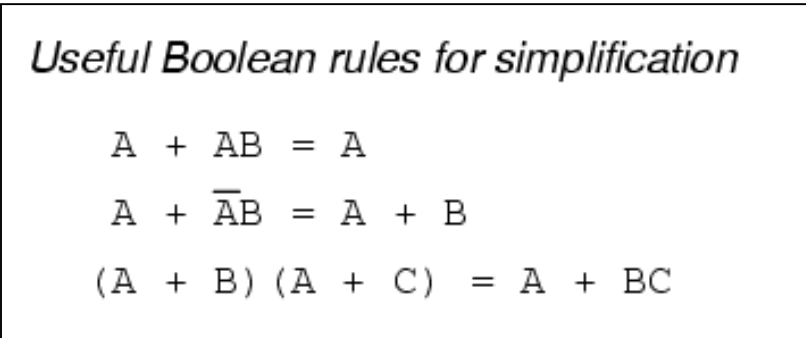 Useful Boolean rules for simplification
A + AB = A
A + A̅B = A + B
(A + B)(A + C) = A + BC